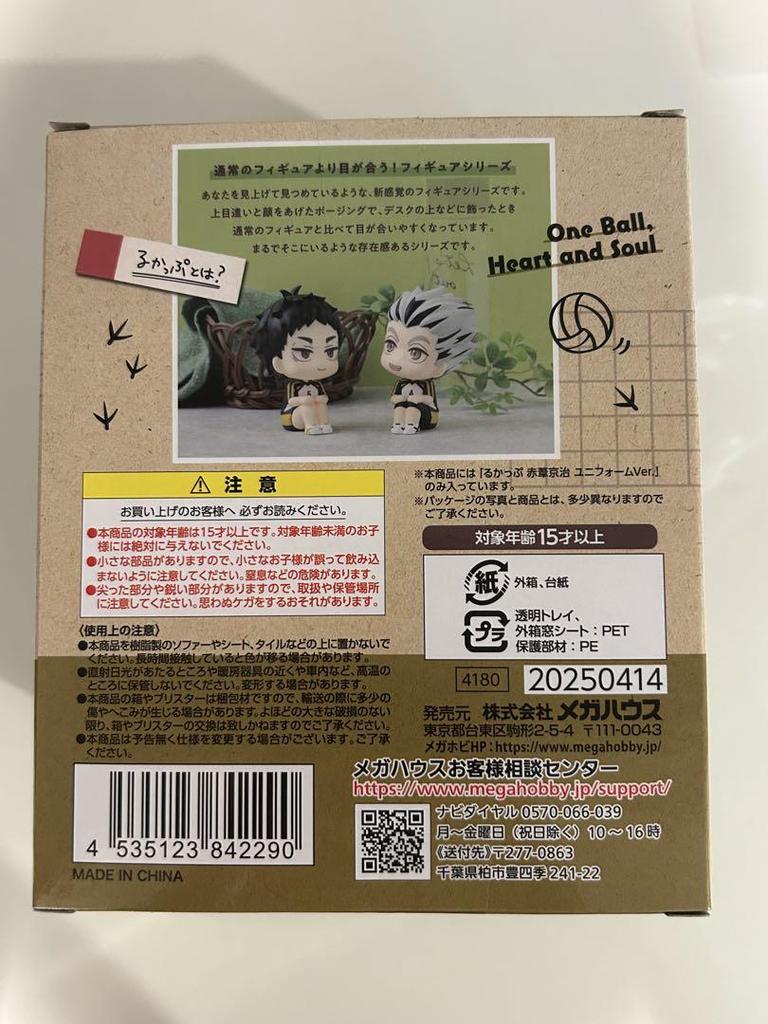 通常のフィギュアより目が合う！フィギュアシリーズ
あなたを見上げて見つめているような、新感覚のフィギュアシリーズです。
上目遣いと顔をあげたポージングで、デスクの上などに飾ったとき
通常のフィギュアと比べて目が合いやすくなっています。
まるでそこにいるような存在感あるシリーズです。
るかっぷとは?
One Ball,
Heart and Soul
⚠ 注意
お買い上げのお客様へ 必ずお読みください。
●本商品の対象年齢は15才以上です。対象年齢未満のお子
様には絶対に与えないでください。
●小さな部品がありますので、小さなお子様が誤って飲み込
まないように注意してください。窒息などの危険があります。
●尖った部分や鋭い部分がありますので、取扱や保管場所
に注意してください。思わぬケガをするおそれがあります。
〈使用上の注意〉
●本商品を樹脂製のソファーやシート、タイルなどの上に置かないで
ください。長時間接触していると色が移る場合があります。
●直射日光があたるところや暖房器具の近くや車内など、高温の
ところに保管しないでください。変形する場合があります。
●本商品の箱やブリスターは梱包材ですので、輸送の際に多少の
傷やへこみが生じる場合があります。よほどの大きな破損のない
限り、箱やブリスターの交換は致しかねますのでご了承ください。
●本商品は予告無く仕様を変更する場合がございます。ご了承
ください。
※本商品には「るかっぷ 赤葦京治 ユニフォームVer.」
のみ入っています。
※パッケージの写真と商品とは、多少異なりますので
ご了承ください。
対象年齢15才以上
紙 外箱、台紙
プラ 透明トレイ、
外箱窓シート：PET
保護部材：PE
4180 20250414
発売元 株式会社 メガハウス
東京都台東区駒形2-5-4 〒111-0043
メガホビHP：https://www.megahobby.jp/
メガハウスお客様相談センター
https://www.megahobby.jp/support/
ナビダイヤル 0570-066-039
月〜金曜日（祝日除く）10〜16時
《送付先》〒277-0863
千葉県柏市豊四季241-22
4 535123 842290
MADE IN CHINA